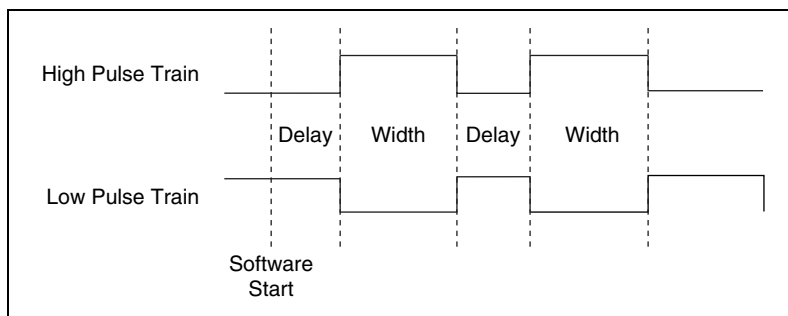 High Pulse Train
Delay Width Delay Width
Low Pulse Train
Software
Start